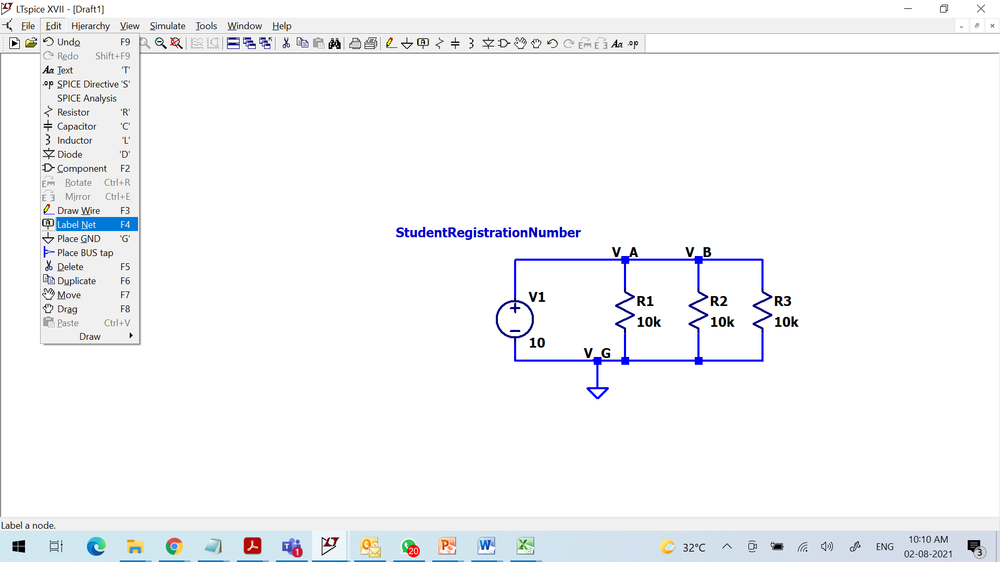 LTspice XVII - [Draft1]
File Edit Hierarchy View Simulate Tools Window Help
Undo F9
Redo Shift+F9
Text 'T'
SPICE Directive 'S'
SPICE Analysis
Resistor 'R'
Capacitor 'C'
Inductor 'L'
Diode 'D'
Component F2
Rotate Ctrl+R
Mirror Ctrl+E
Draw Wire F3
Label Net F4
Place GND 'G'
Place BUS tap
Delete F5
Duplicate F6
Move F7
Drag F8
Paste Ctrl+V
Draw
StudentRegistrationNumber
V_A V_B
V1
R1 R2 R3
10k 10k 10k
10
V_G
Label a node.
1
20
32°C
ENG
10:10 AM
02-08-2021
3